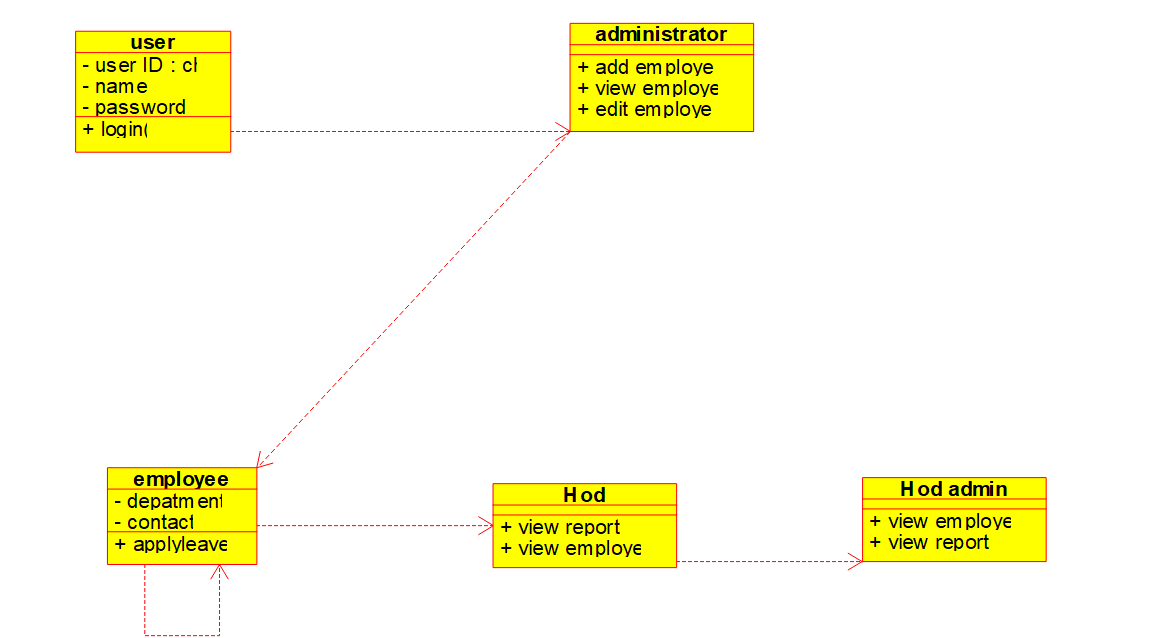 user
- user ID : cl
- name
- password
+ login(
administrator
+ add employe
+ view employe
+ edit employe
employee
- depatment
- contact
+ applyleave
Hod
+ view report
+ view employe
Hod admin
+ view employe
+ view report